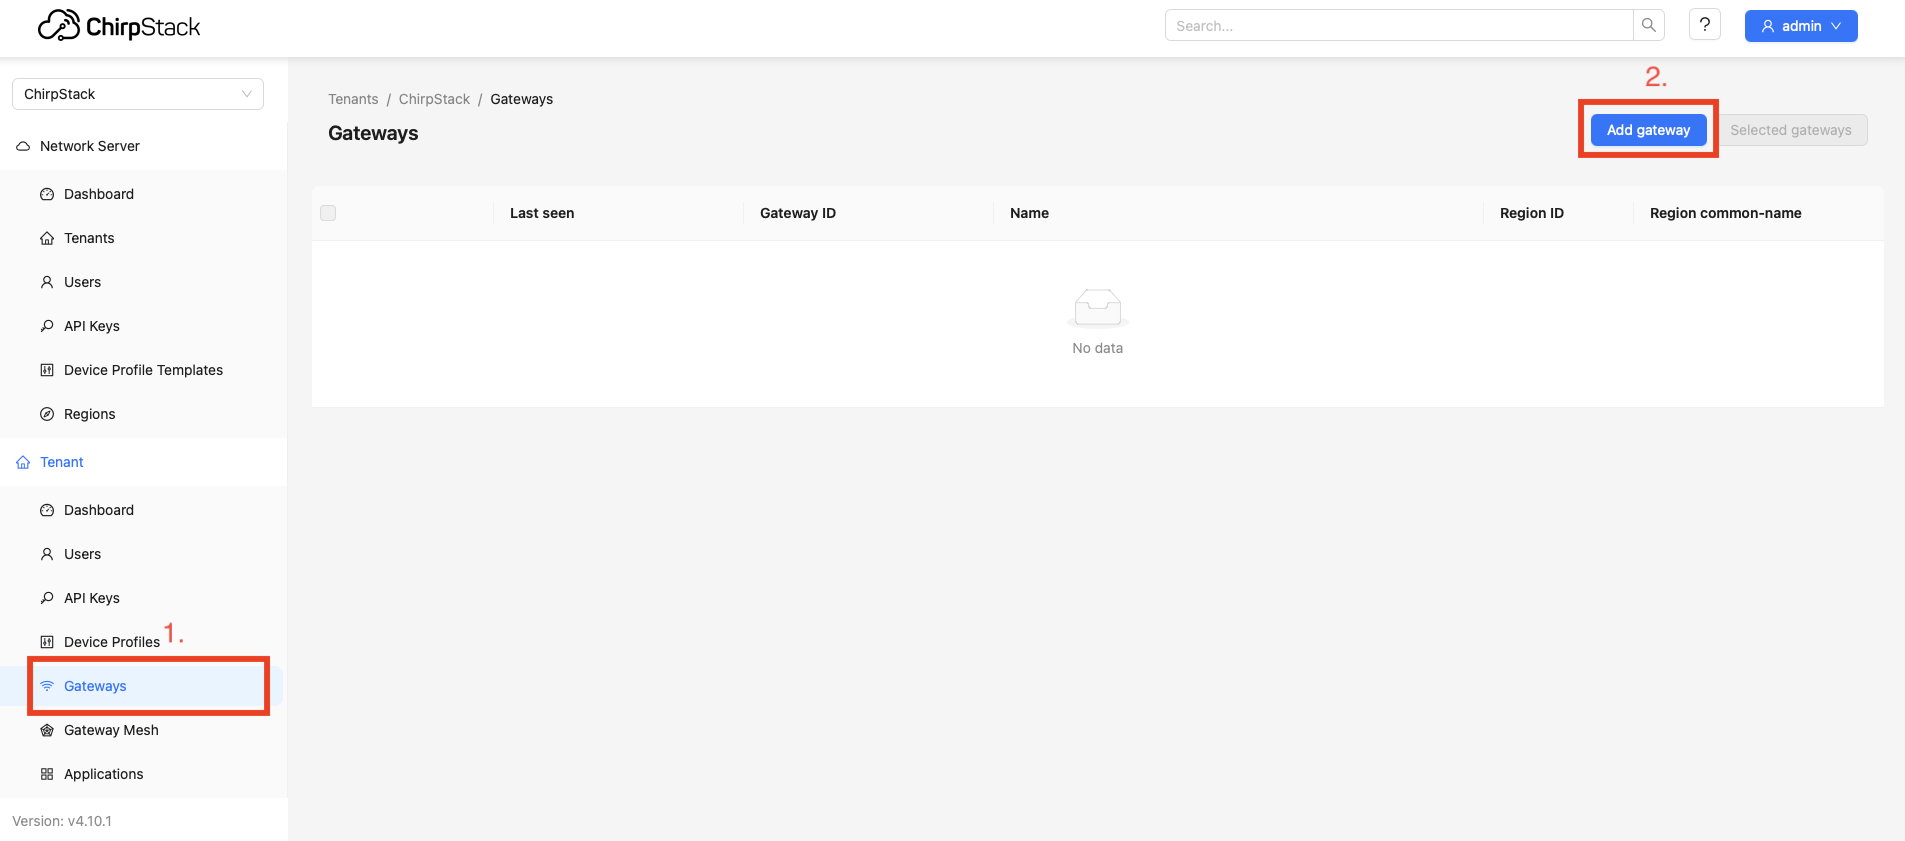 ChirpStack
Search...
?
admin
ChirpStack
Network Server
Dashboard
Tenants
Users
API Keys
Device Profile Templates
Regions
Tenant
Dashboard
Users
API Keys
Device Profiles
1.
Gateways
Gateway Mesh
Applications
Version: v4.10.1
Tenants / ChirpStack / Gateways
Gateways
2.
Add gateway
Selected gateways
Last seen
Gateway ID
Name
Region ID
Region common-name
No data